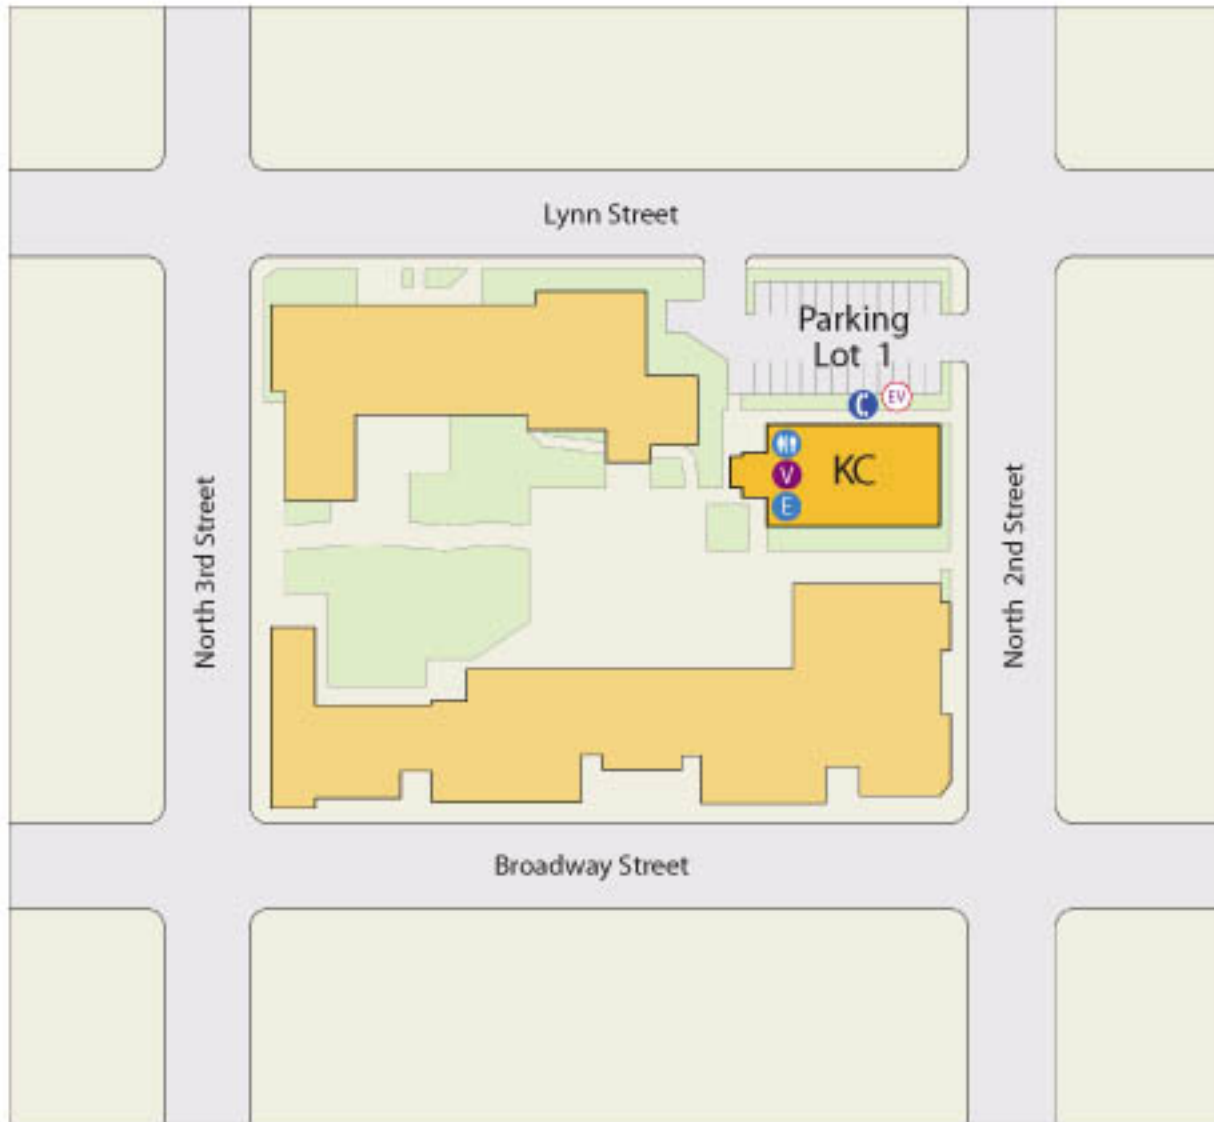 Lynn Street
Parking
Lot 1
EV
V
KC
E
North 3rd Street
North 2nd Street
Broadway Street